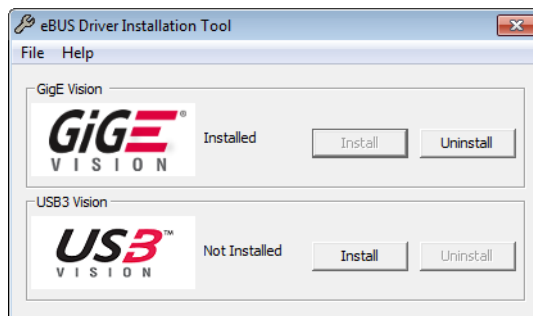 eBUS Driver Installation Tool
File Help
GigE Vision
GiGE®
VISION
Installed
Install
Uninstall
USB3 Vision
USB3™
VISION
Not Installed
Install
Uninstall